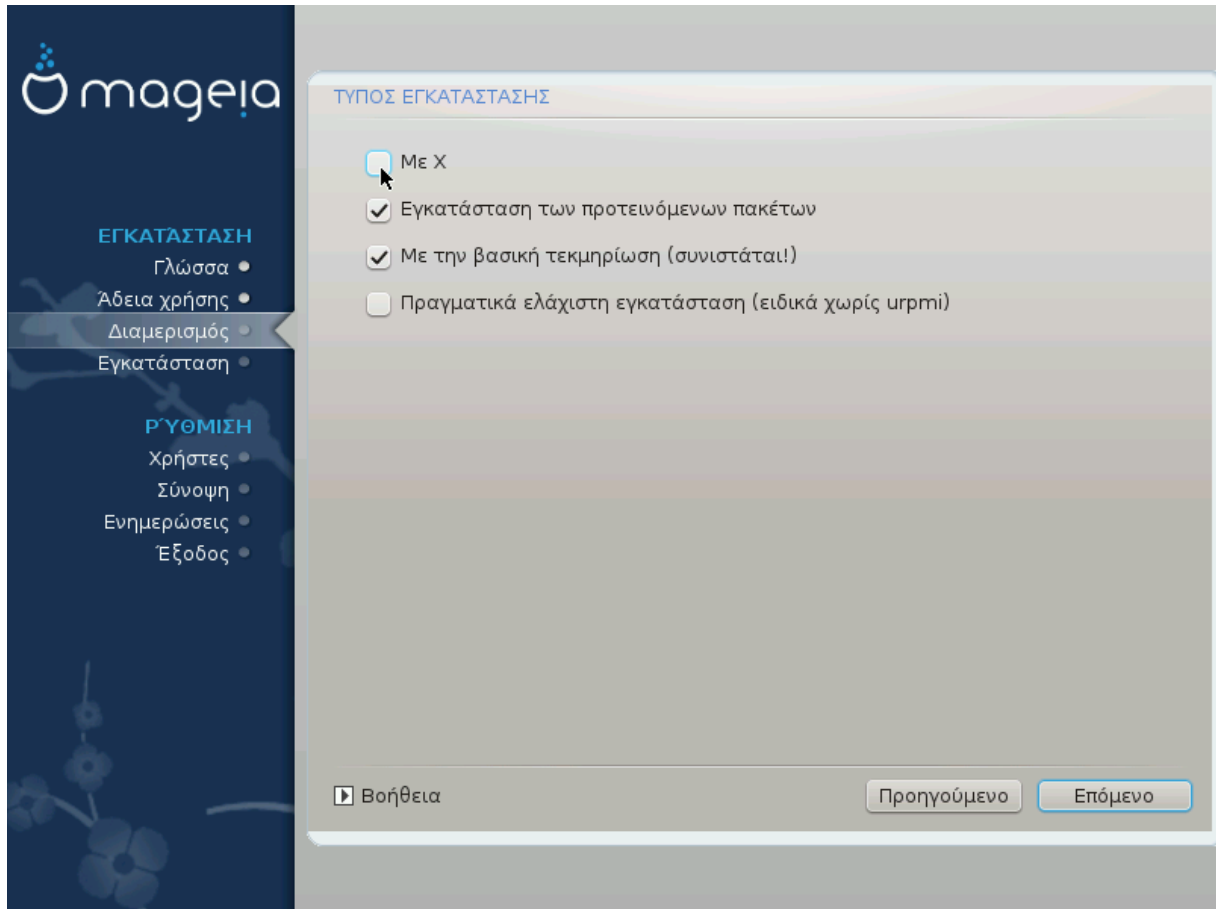 mageia
ΕΓΚΑΤΆΣΤΑΣΗ
Γλώσσα
Άδεια χρήσης
Διαμερισμός
Εγκατάσταση
ΡΎΘΜΙΣΗ
Χρήστες
Σύνοψη
Ενημερώσεις
Έξοδος
ΤΥΠΟΣ ΕΓΚΑΤΑΣΤΑΣΗΣ
Με X
Εγκατάσταση των προτεινόμενων πακέτων
Με την βασική τεκμηρίωση (συνιστάται!)
Πραγματικά ελάχιστη εγκατάσταση (ειδικά χωρίς urpmi)
Βοήθεια
Προηγούμενο
Επόμενο